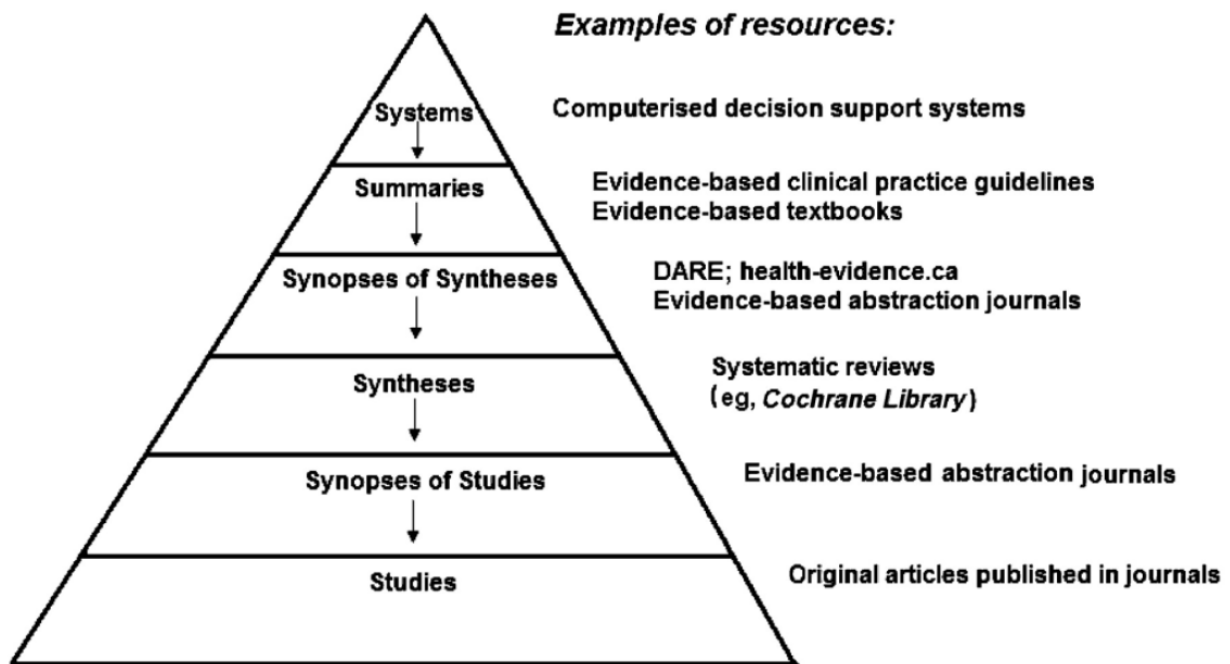 Examples of resources:
Systems
Computerised decision support systems
Summaries
Evidence-based clinical practice guidelines
Evidence-based textbooks
Synopses of Syntheses
DARE; health-evidence.ca
Evidence-based abstraction journals
Syntheses
Systematic reviews
(eg, Cochrane Library)
Synopses of Studies
Evidence-based abstraction journals
Studies
Original articles published in journals